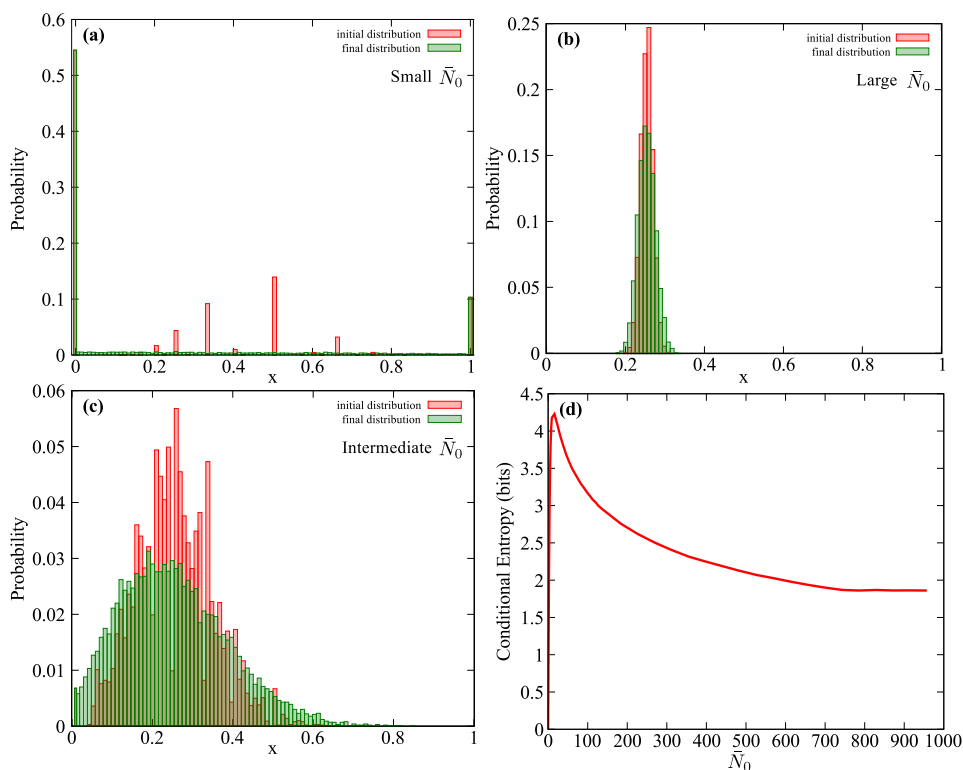 (a)
initial distribution
final distribution
Small N̄₀
Probability
0.6
0.5
0.4
0.3
0.2
0.1
0
0 0.2 0.4 0.6 0.8 1
x
(b)
initial distribution
final distribution
Large N̄₀
Probability
0.25
0.2
0.15
0.1
0.05
0
0 0.2 0.4 0.6 0.8 1
x
(c)
initial distribution
final distribution
Intermediate N̄₀
Probability
0.06
0.05
0.04
0.03
0.02
0.01
0
0 0.2 0.4 0.6 0.8 1
x
(d)
Conditional Entropy (bits)
4.5
4
3.5
3
2.5
2
1.5
1
0.5
0
0 100 200 300 400 500 600 700 800 900 1000
N̄₀